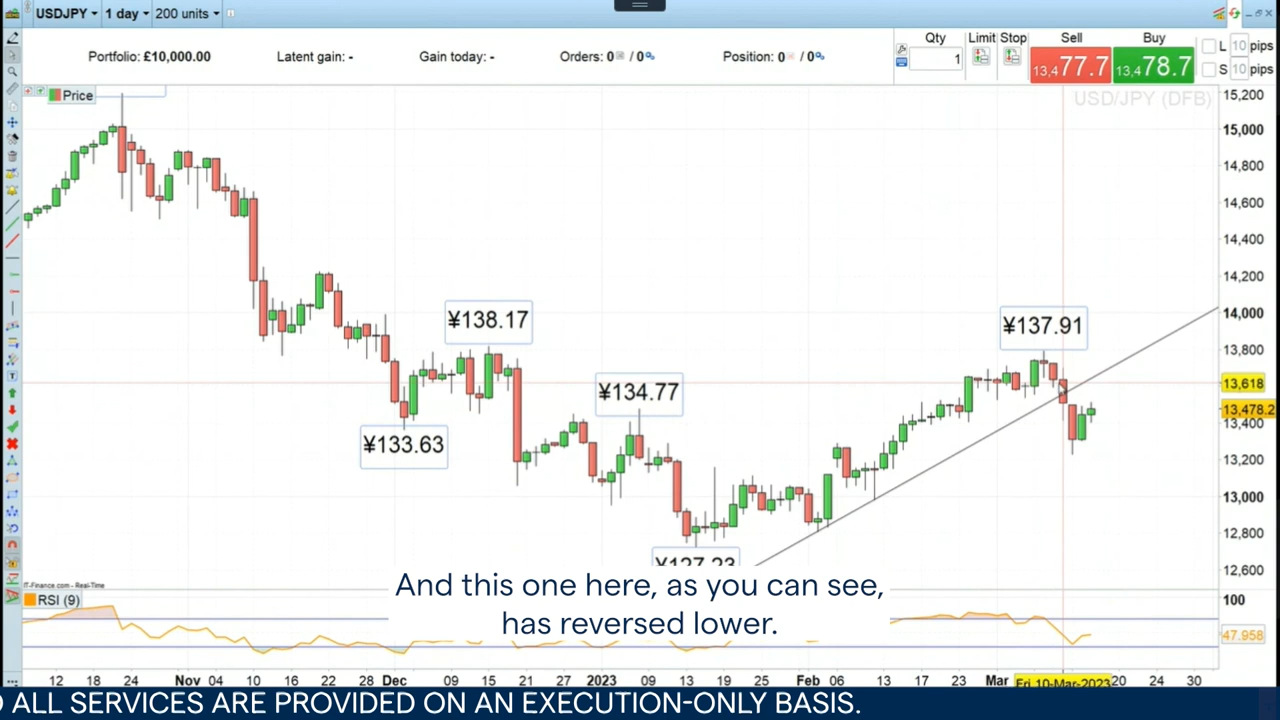 USDJPY 1 day 200 units
Portfolio: £10,000.00 Latent gain: - Gain today: - Orders: 0 / 0 Position: 0 / 0
Qty Limit Stop Sell Buy
1
13,477.7 13,478.7
L 10 pips
S 10 pips
Price
USD/JPY (DFB)
15,200
15,000
14,800
14,600
14,400
14,200
14,000
13,800
13,618
13,478.2
13,400
13,200
13,000
12,800
12,600
¥138.17
¥137.91
¥134.77
¥133.63
¥127.23
IT-Finance.com - Real-Time
And this one here, as you can see,
has reversed lower.
RSI (9)
100
47.958
12 18 24 Nov 04 10 16 22 28 Dec 09 15 21 27 2023 09 13 19 25 Feb 06 13 17 23 Mar Fri 10-Mar-2023 20 24 30
ALL SERVICES ARE PROVIDED ON AN EXECUTION-ONLY BASIS.